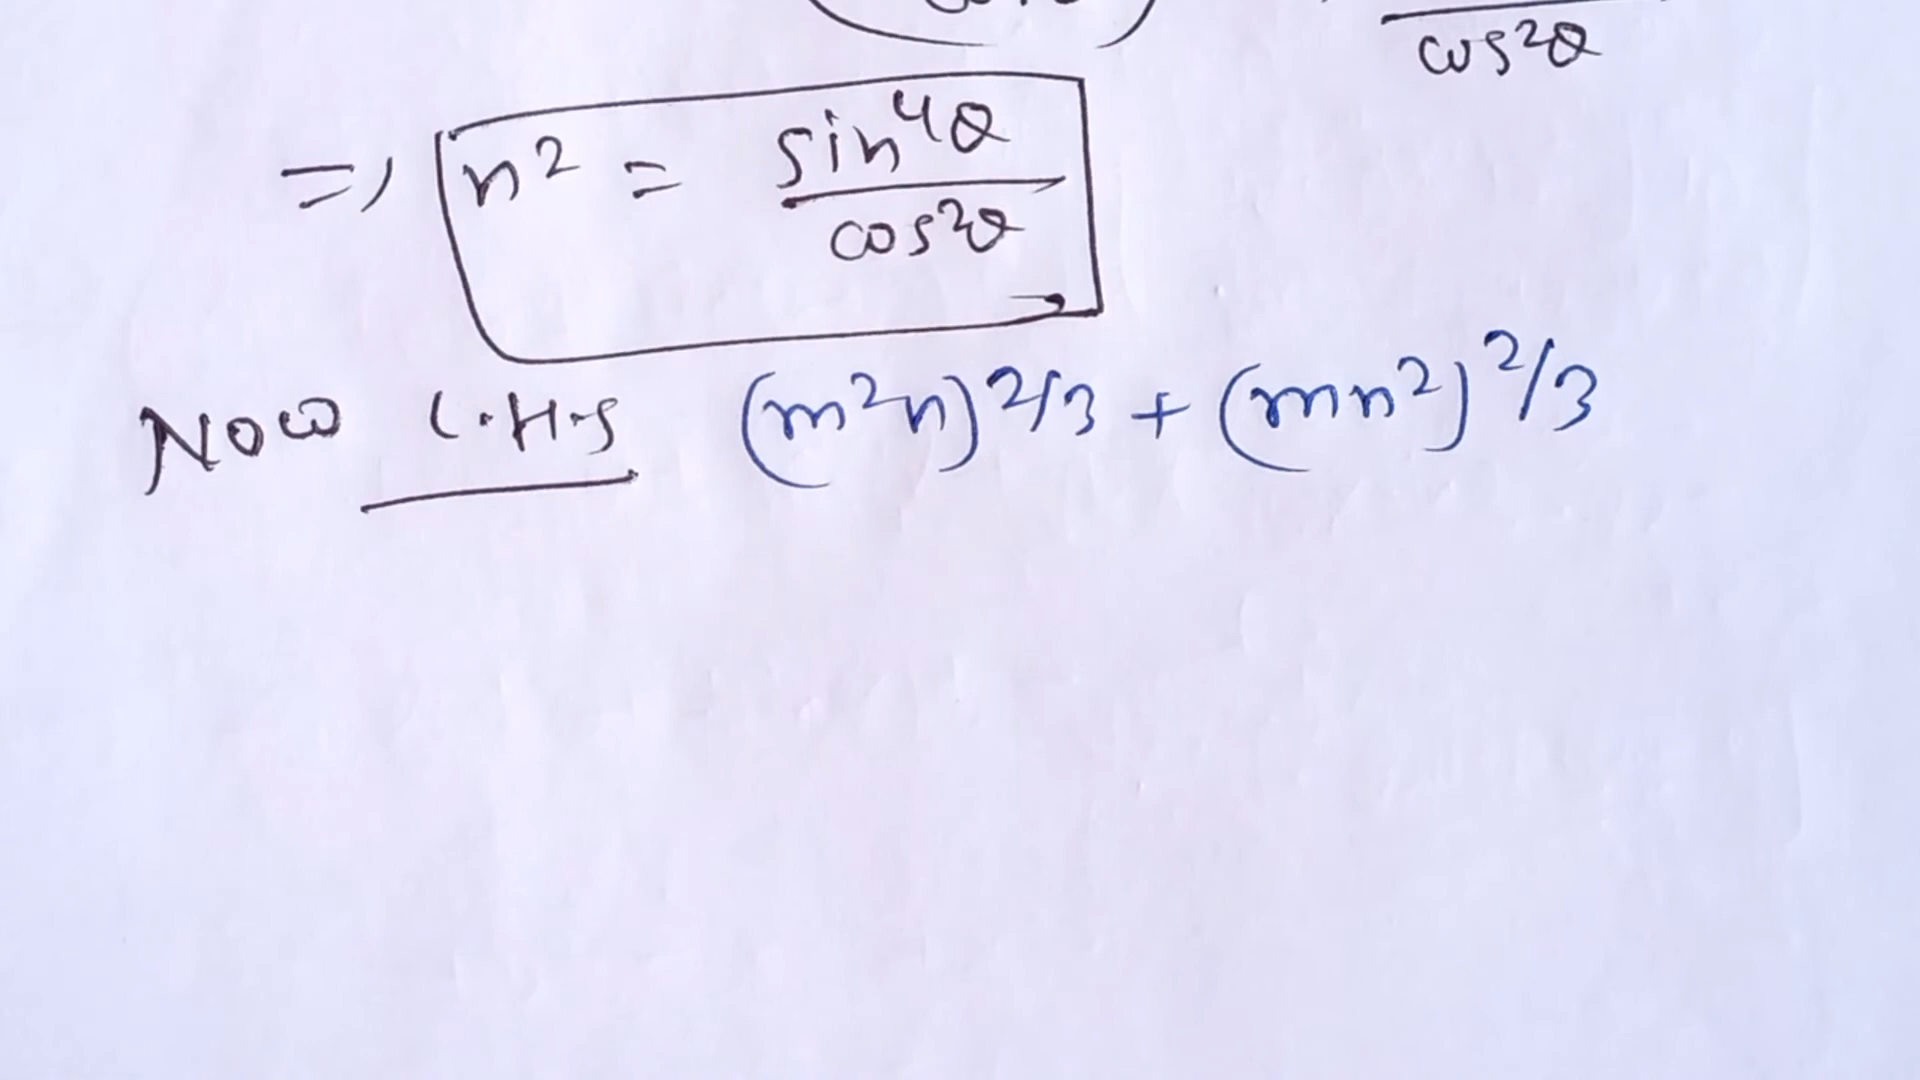 cos²θ
=> n² = sin⁴θ / cos²θ
Now L.H.S (m²n)^2/3 + (mn²)^2/3